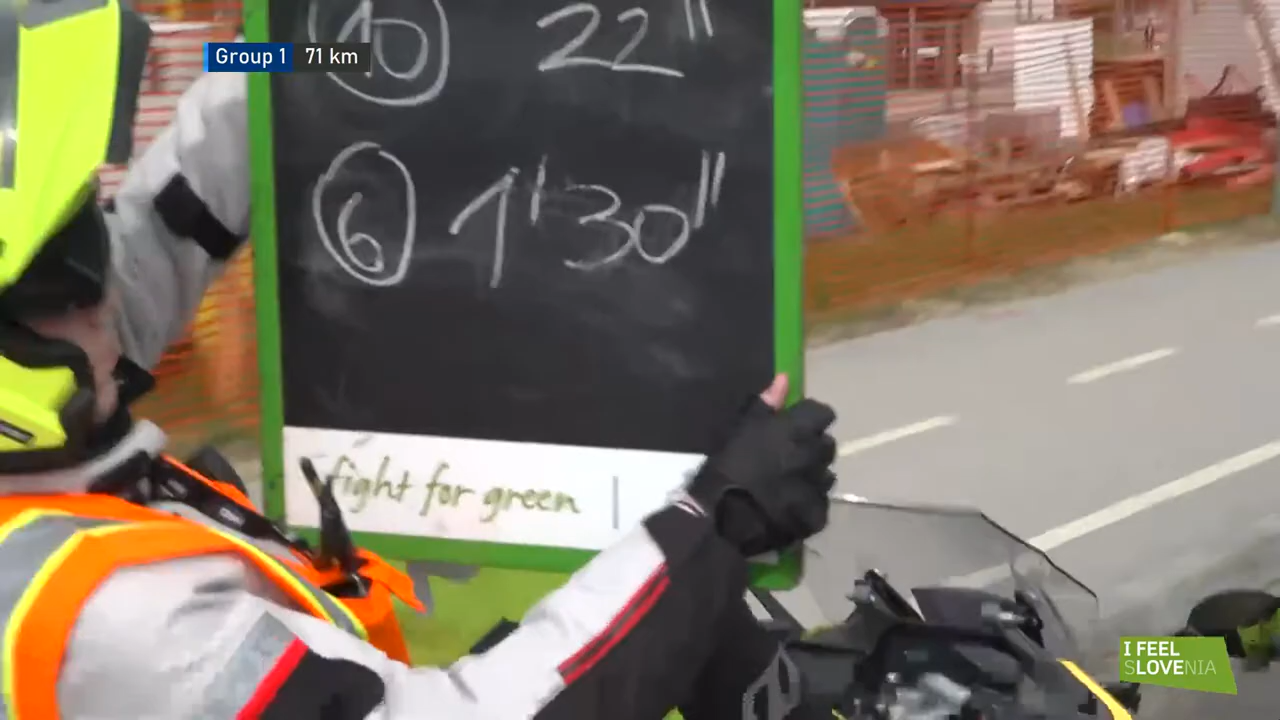 10 22"
Group 1 71 km
6 1'30"
fight for green
I FEEL
SLOVENIA